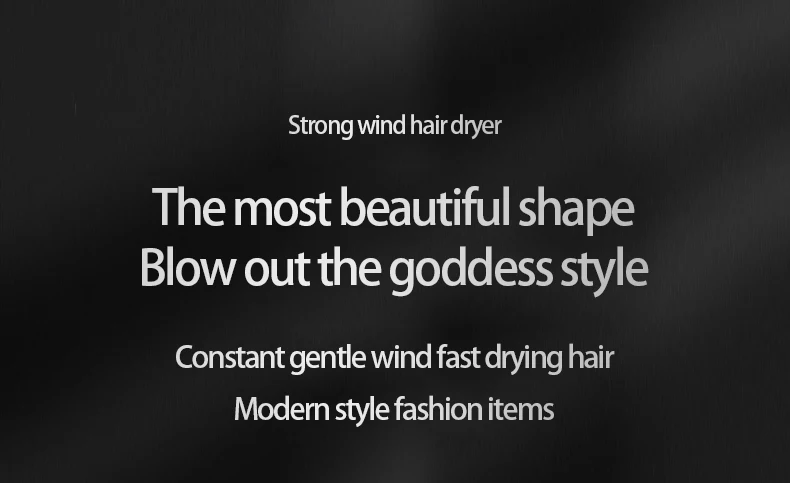 Strong wind hair dryer
The most beautiful shape
Blow out the goddess style
Constant gentle wind fast drying hair
Modern style fashion items